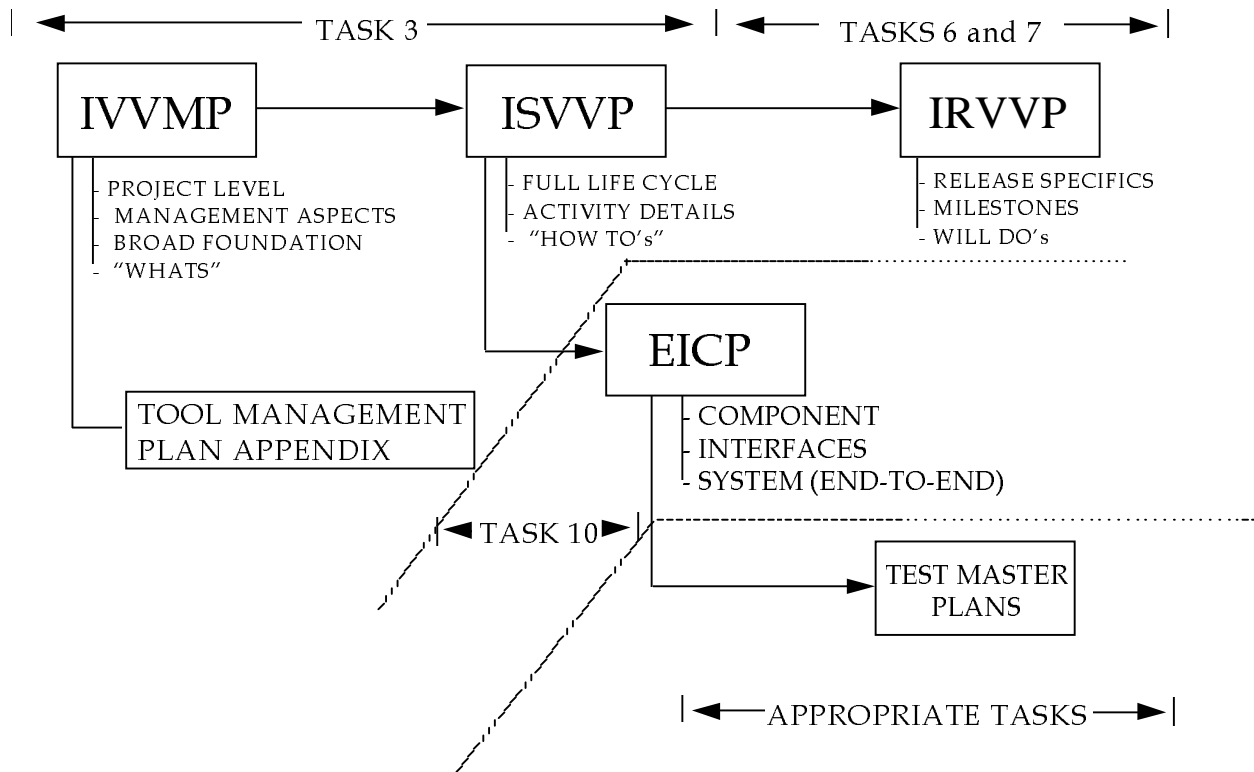 TASK 3
TASKS 6 and 7
IVVMP
ISVVP
IRVVP
- PROJECT LEVEL
- MANAGEMENT ASPECTS
- BROAD FOUNDATION
- "WHATS"
- FULL LIFE CYCLE
- ACTIVITY DETAILS
- "HOW TO's"
- RELEASE SPECIFICS
- MILESTONES
- WILL DO's
EICP
TOOL MANAGEMENT
PLAN APPENDIX
- COMPONENT
- INTERFACES
- SYSTEM (END-TO-END)
TASK 10
TEST MASTER
PLANS
APPROPRIATE TASKS